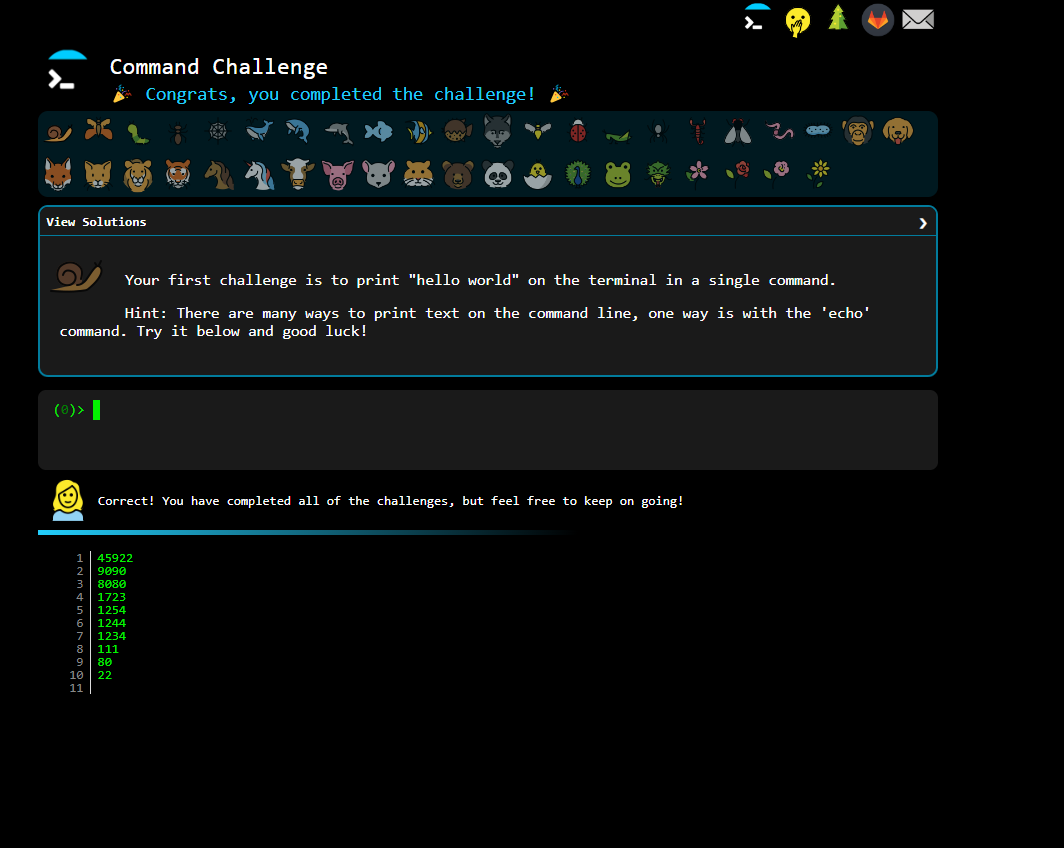 Command Challenge
Congrats, you completed the challenge!
View Solutions
Your first challenge is to print "hello world" on the terminal in a single command.
Hint: There are many ways to print text on the command line, one way is with the 'echo'
command. Try it below and good luck!
(0)>
Correct! You have completed all of the challenges, but feel free to keep on going!
1 45922
2 9090
3 8080
4 1723
5 1254
6 1244
7 1234
8 111
9 80
10 22
11